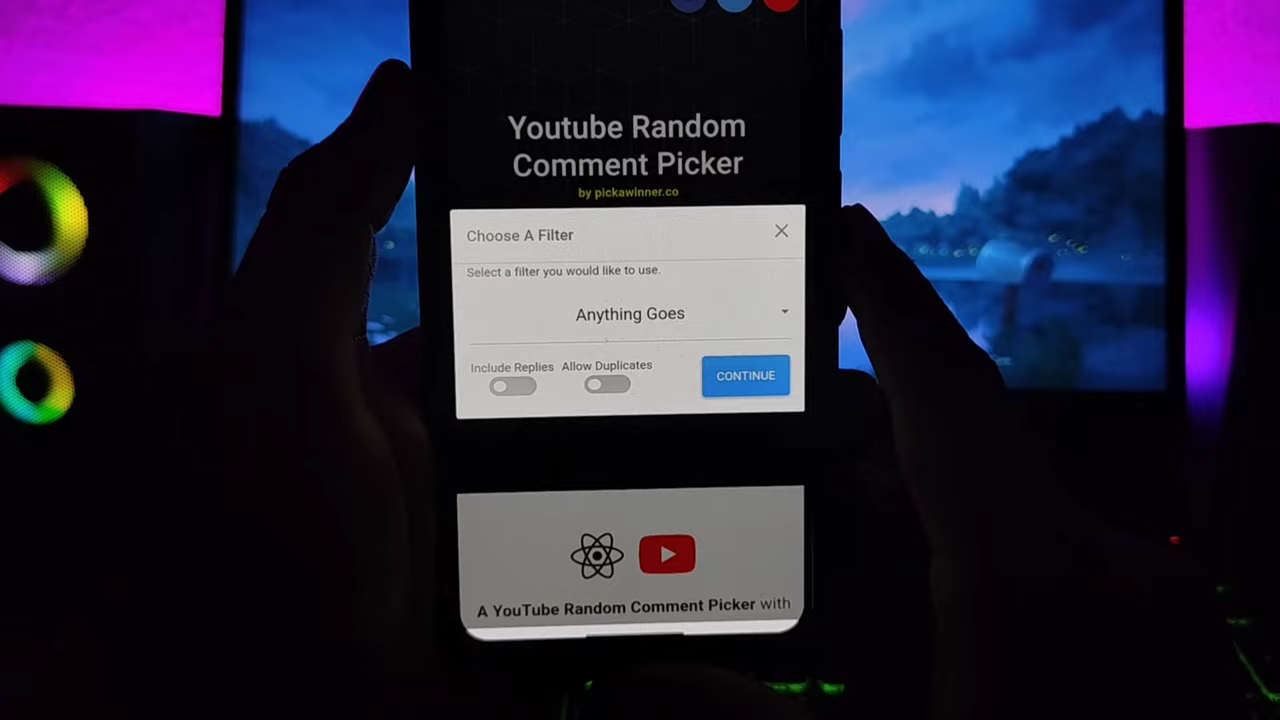 Youtube Random
Comment Picker
by pickawinner.co
Choose A Filter
Select a filter you would like to use.
Anything Goes
Include Replies
Allow Duplicates
CONTINUE
A YouTube Random Comment Picker with